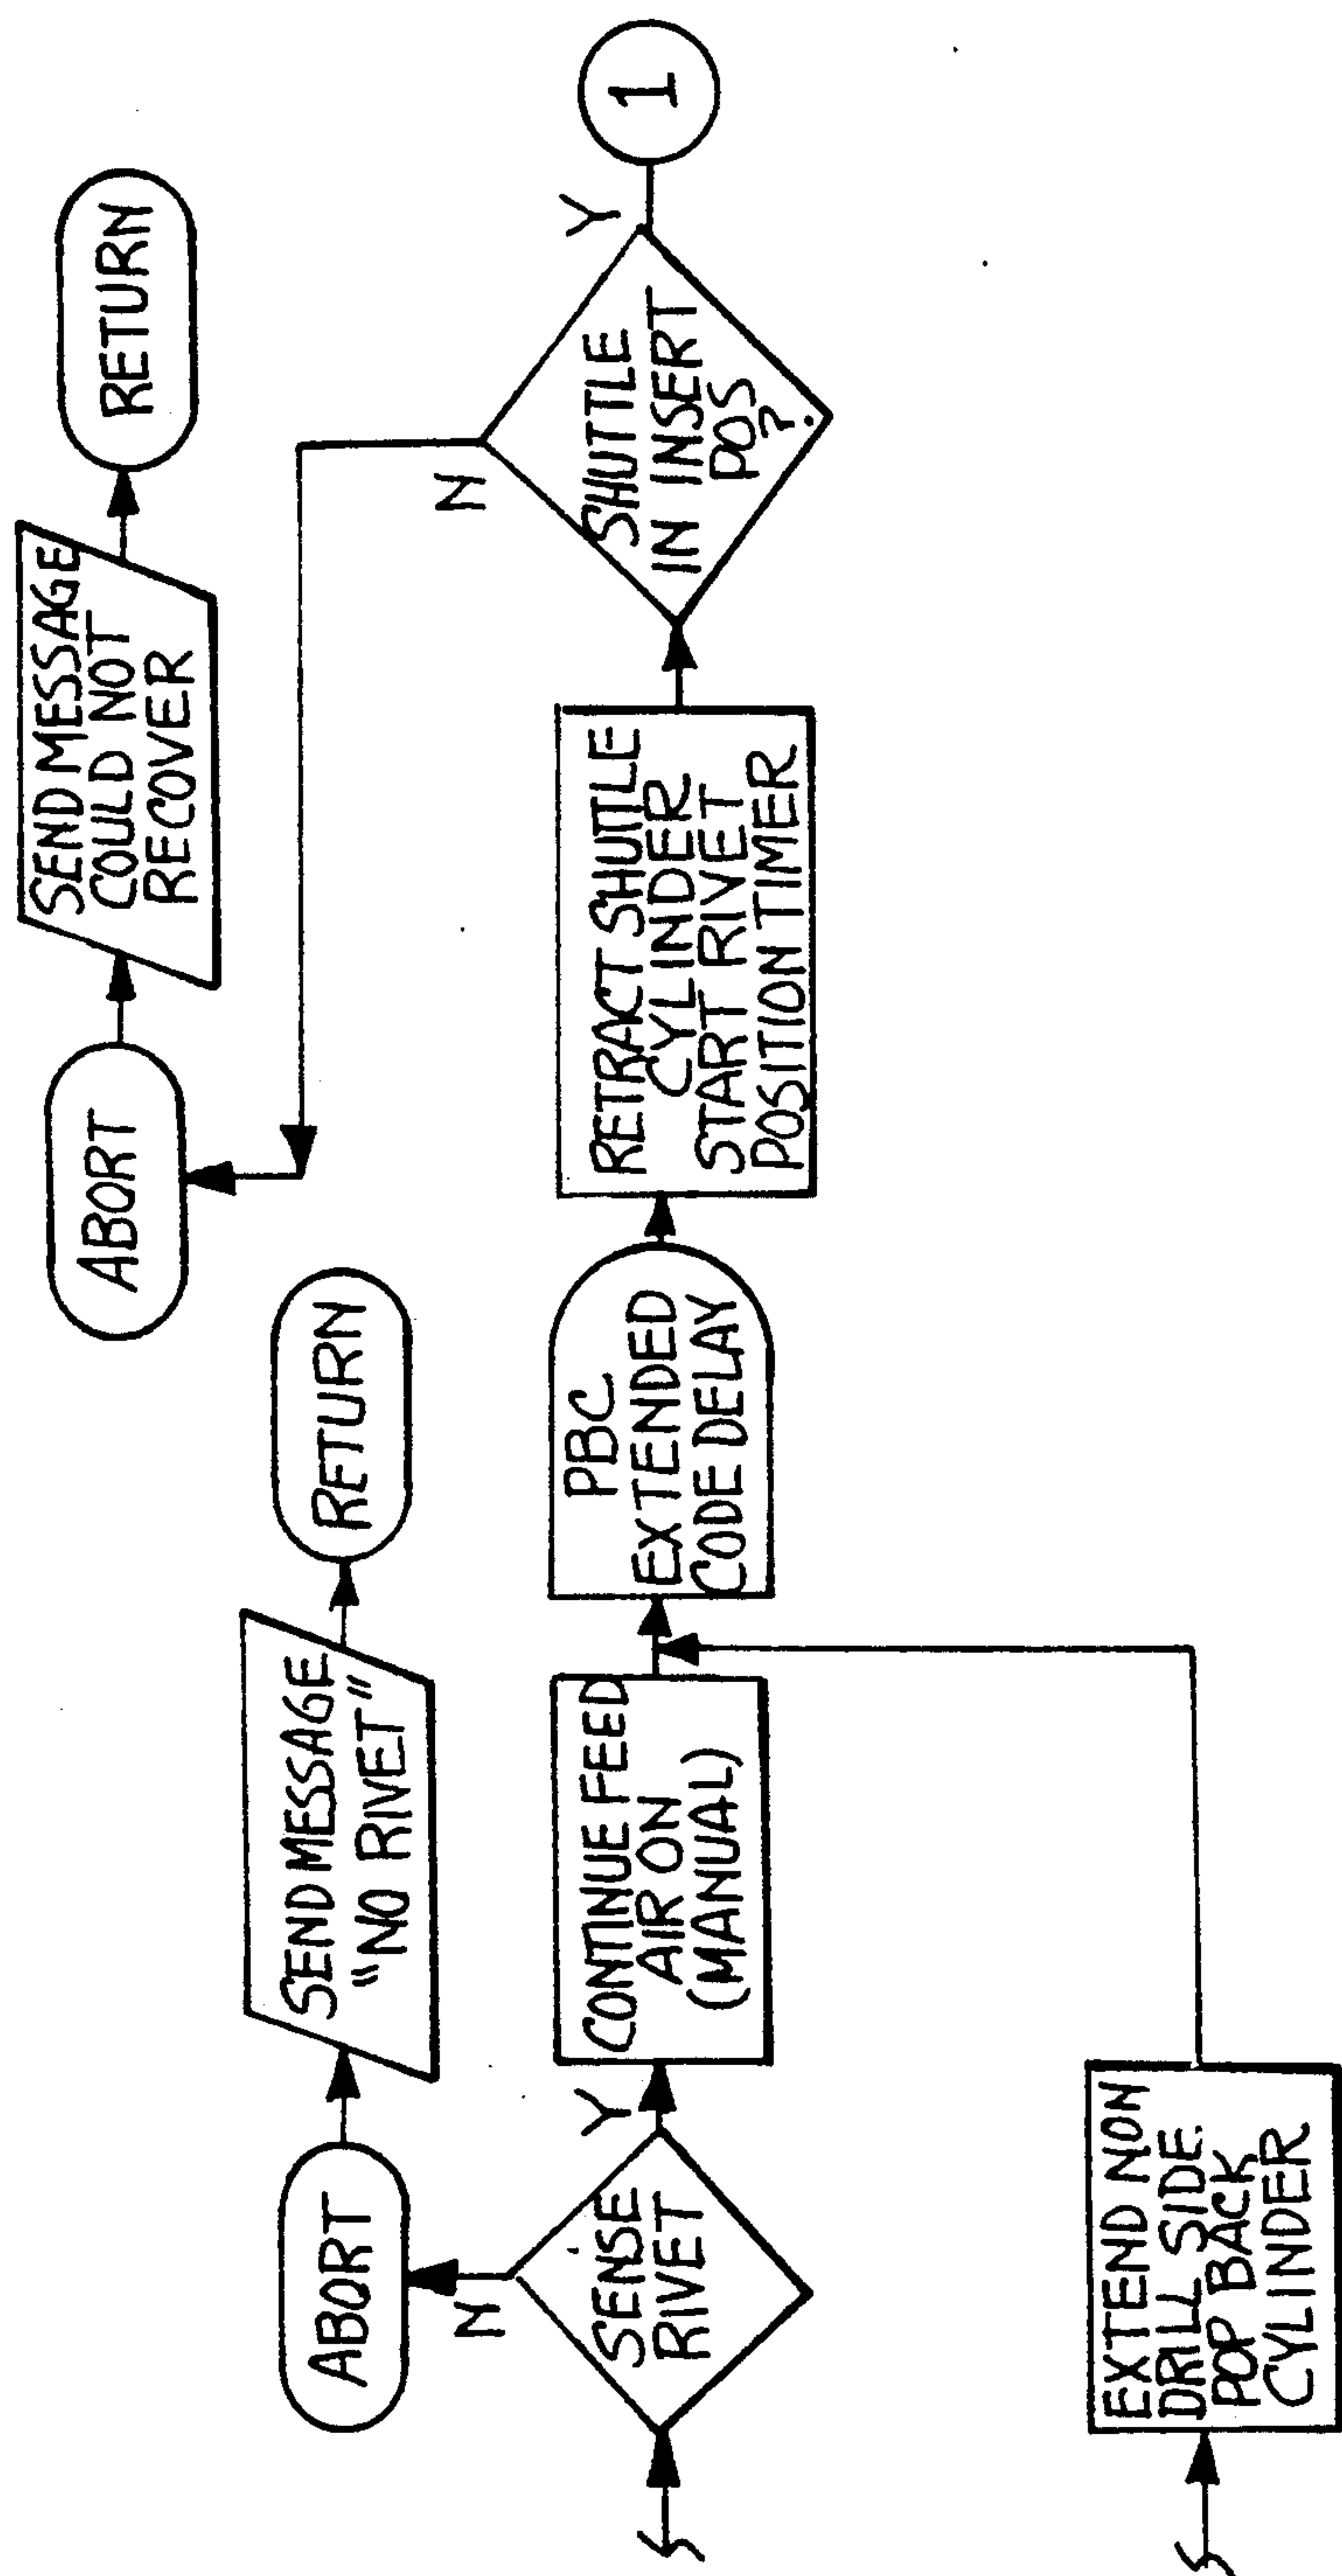 SEND MESSAGE
COULD NOT
RECOVER
RETURN
ABORT
SEND MESSAGE
"NO RIVET"
RETURN
ABORT
N
SENSE
RIVET
Y
CONTINUE FEED
AIR ON
(MANUAL)
PBC
EXTENDED
CODE DELAY
RETRACT SHUTTLE
CYLINDER
START RIVET
POSITION TIMER
N
SHUTTLE
IN INSERT
POS
?
Y
1
EXTEND NON
DRILL SIDE
POP BACK
CYLINDER